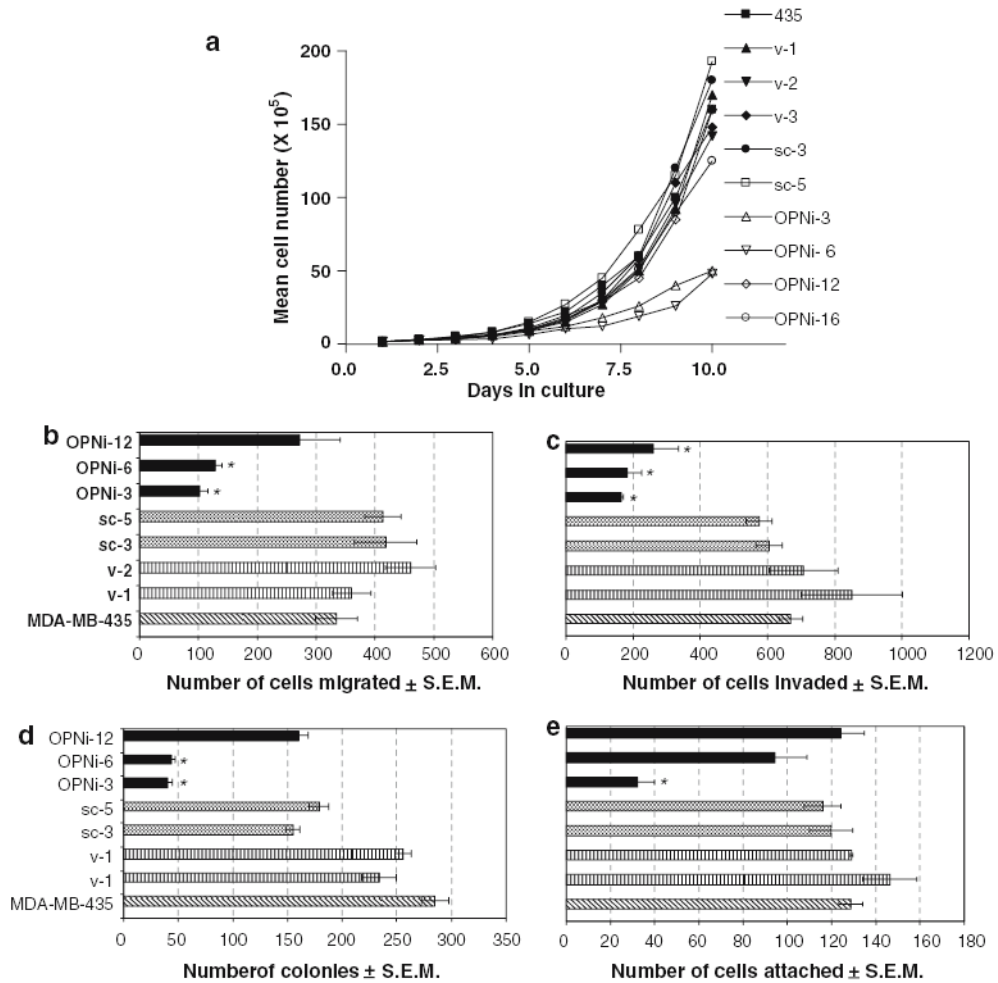 a
200
150
100
50
0
Mean cell number (X 10⁵)
0.0 2.5 5.0 7.5 10.0
Days In culture
435
v-1
v-2
v-3
sc-3
sc-5
OPNi-3
OPNi- 6
OPNi-12
OPNi-16
b
OPNi-12
OPNi-6
OPNi-3
sc-5
sc-3
v-2
v-1
MDA-MB-435
*
*
0 100 200 300 400 500 600
Number of cells mIgrated ± S.E.M.
c
*
*
*
0 200 400 600 800 1000 1200
Number of cells Invaded ± S.E.M.
d
OPNi-12
OPNi-6
OPNi-3
sc-5
sc-3
v-1
v-1
MDA-MB-435
*
*
0 50 100 150 200 250 300 350
Numberof colonies ± S.E.M.
e
*
0 20 40 60 80 100 120 140 160 180
Number of cells attached ± S.E.M.